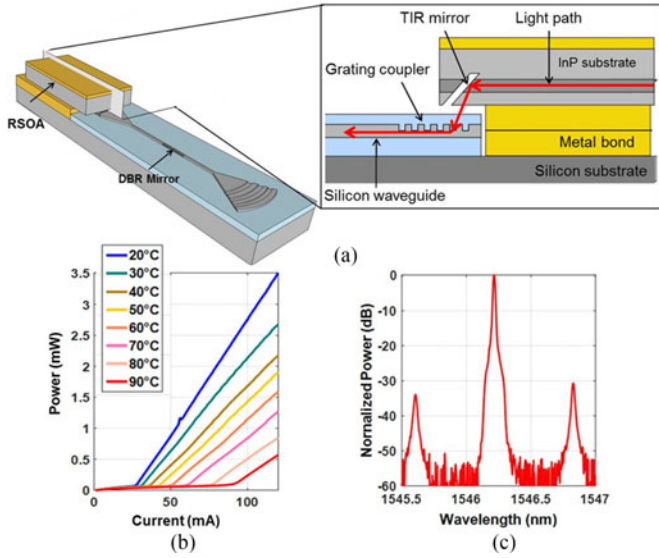 TIR mirror
Light path
InP substrate
Grating coupler
RSOA
DBR Mirror
Metal bond
Silicon substrate
Silicon waveguide
(a)
20°C
30°C
40°C
50°C
60°C
70°C
80°C
90°C
3.5
3
2.5
2
1.5
1
0.5
0
Power (mW)
0
50
100
Current (mA)
(b)
0
-10
-20
-30
-40
-50
-60
Normalized Power (dB)
1545.5
1546
1546.5
1547
Wavelength (nm)
(c)